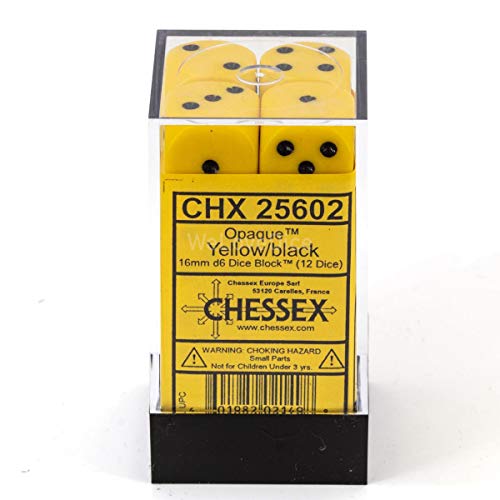 CHX 25602
Opaque™
Yellow/black
16mm d6 Dice Block™ (12 Dice)
Chessex Europe Sarl
53120 Carelles, France
CHESSEX
www.chessex.com
WARNING: CHOKING HAZARD
Small Parts
Not for Children Under 3 yrs.
UPC